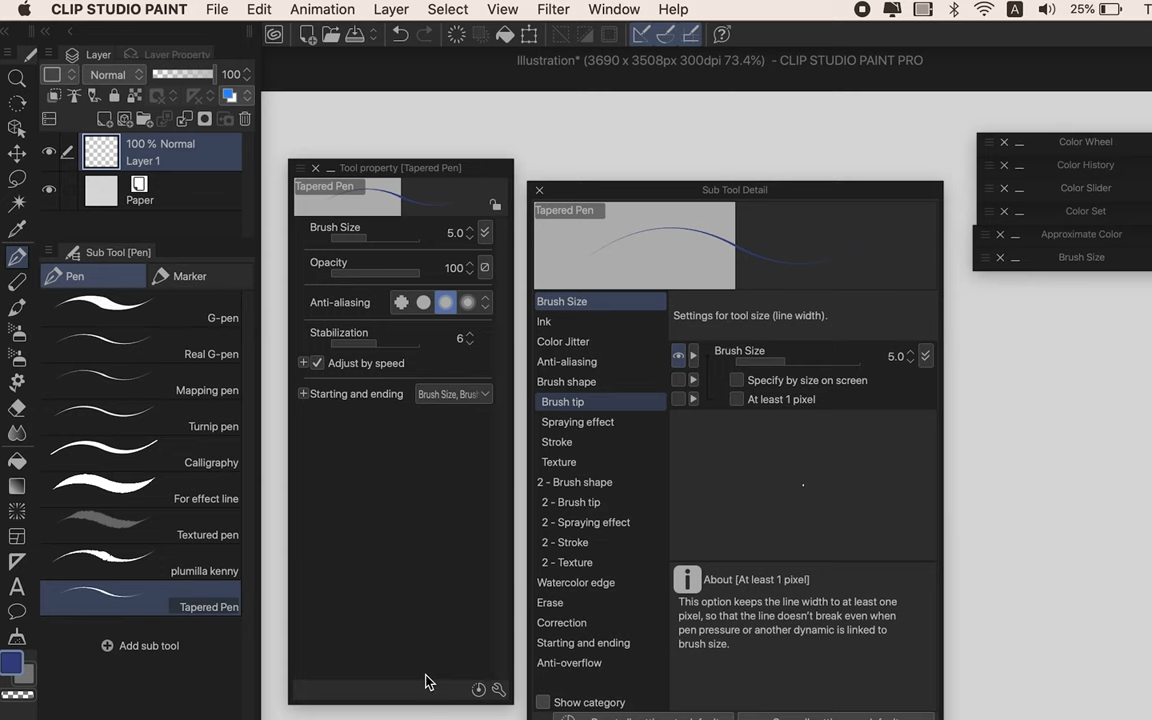 CLIP STUDIO PAINT File Edit Animation Layer Select View Filter Window Help A 25% T
Illustration* (3690 x 3508px 300dpi 73.4%) - CLIP STUDIO PAINT PRO
Layer Layer Property
Normal 100
100 % Normal
Layer 1
Paper
Sub Tool [Pen]
Pen Marker
G-pen
Real G-pen
Mapping pen
Turnip pen
Calligraphy
For effect line
Textured pen
plumilla kenny
Tapered Pen
Add sub tool
Tool property [Tapered Pen]
Tapered Pen
Brush Size 5.0
Opacity 100
Anti-aliasing
Stabilization 6
Adjust by speed
Starting and ending Brush Size, Brus
Sub Tool Detail
Tapered Pen
Brush Size
Ink
Color Jitter
Anti-aliasing
Brush shape
Brush tip
Spraying effect
Stroke
Texture
2 - Brush shape
2 - Brush tip
2 - Spraying effect
2 - Stroke
2 - Texture
Watercolor edge
Erase
Correction
Starting and ending
Anti-overflow
Show category
Settings for tool size (line width).
Brush Size 5.0
Specify by size on screen
At least 1 pixel
About [At least 1 pixel]
This option keeps the line width to at least one
pixel, so that the line doesn't break even when
pen pressure or another dynamic is linked to
brush size.
Color Wheel
Color History
Color Slider
Color Set
Approximate Color
Brush Size